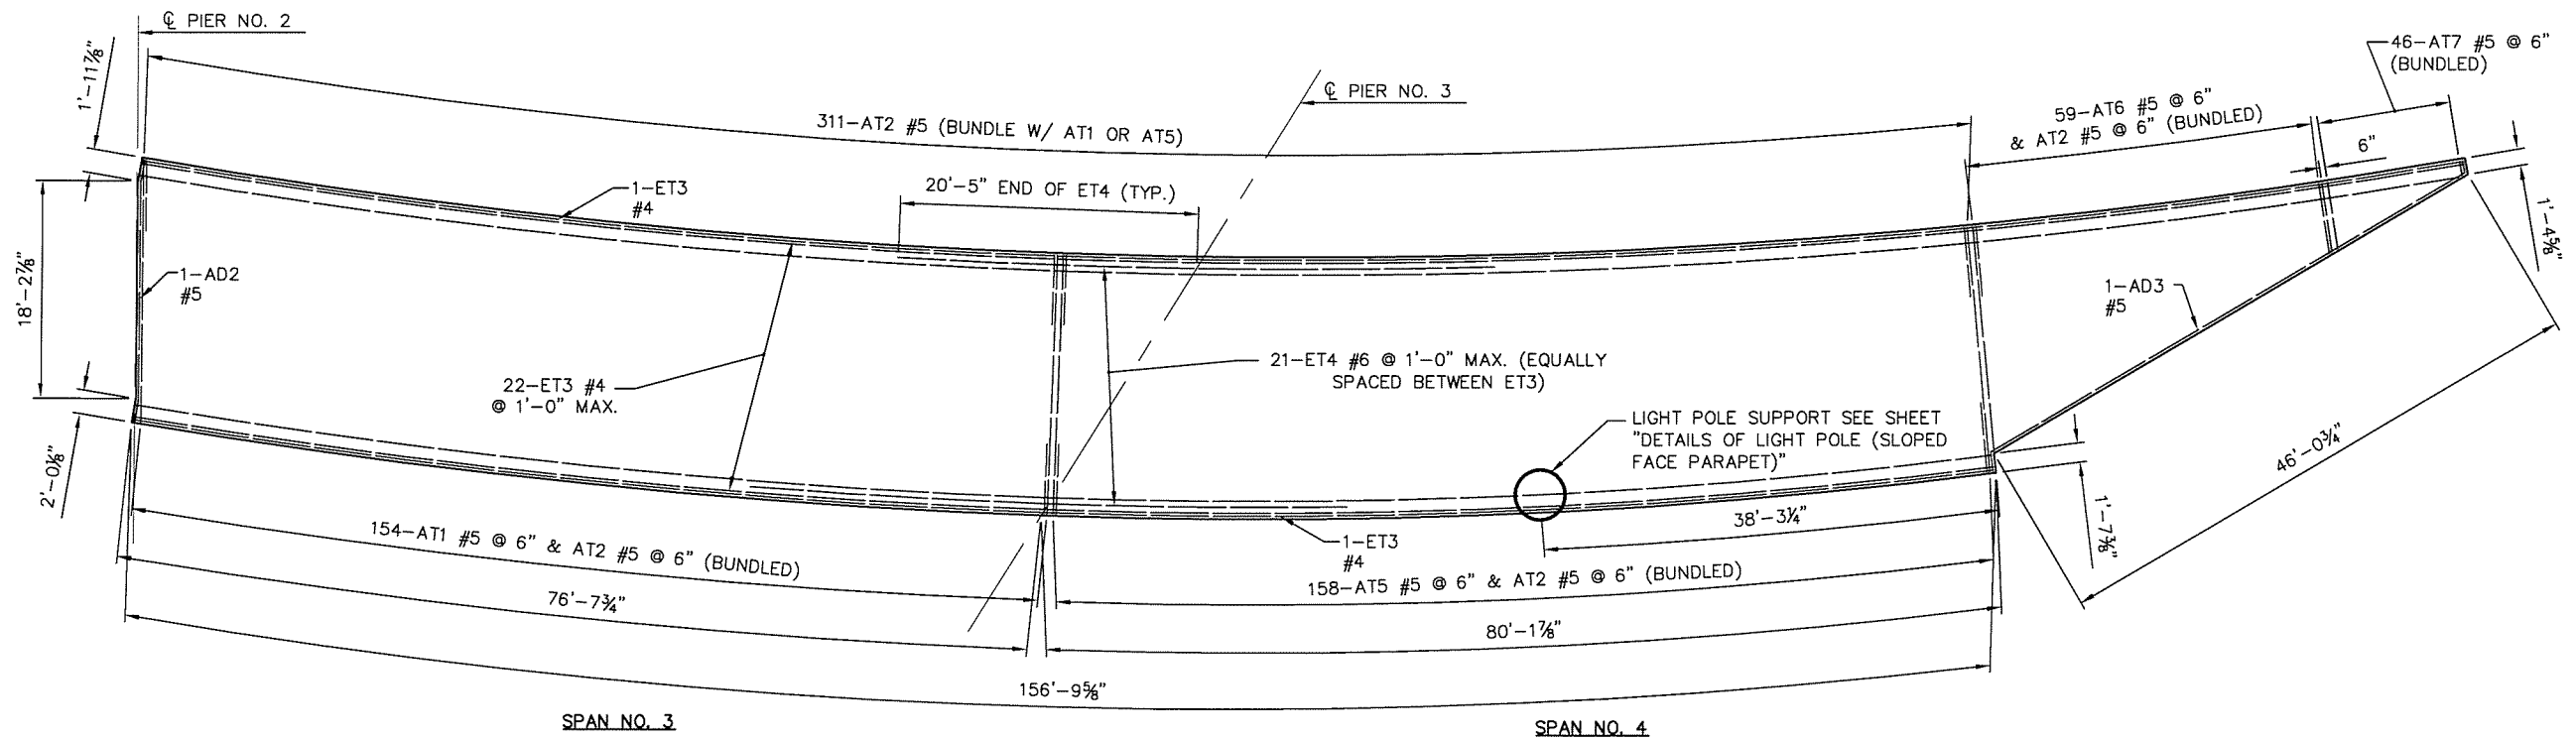 ℄ PIER NO. 2
1'-11⅞"
46-AT7 #5 @ 6"
(BUNDLED)
℄ PIER NO. 3
59-AT6 #5 @ 6"
& AT2 #5 @ 6" (BUNDLED)
311-AT2 #5 (BUNDLE W/ AT1 OR AT5)
6"
1-ET3
#4
20'-5" END OF ET4 (TYP.)
1'-4⅝"
18'-2⅞"
1-AD2
#5
1-AD3
#5
22-ET3 #4
@ 1'-0" MAX.
21-ET4 #6 @ 1'-0" MAX. (EQUALLY
SPACED BETWEEN ET3)
LIGHT POLE SUPPORT SEE SHEET
"DETAILS OF LIGHT POLE (SLOPED
FACE PARAPET)"
46'-0¾"
2'-0⅛"
38'-3¼"
1'-7⅜"
154-AT1 #5 @ 6" & AT2 #5 @ 6" (BUNDLED)
1-ET3
#4
158-AT5 #5 @ 6" & AT2 #5 @ 6" (BUNDLED)
76'-7¾"
80'-1⅞"
156'-9⅝"
SPAN NO. 3
SPAN NO. 4